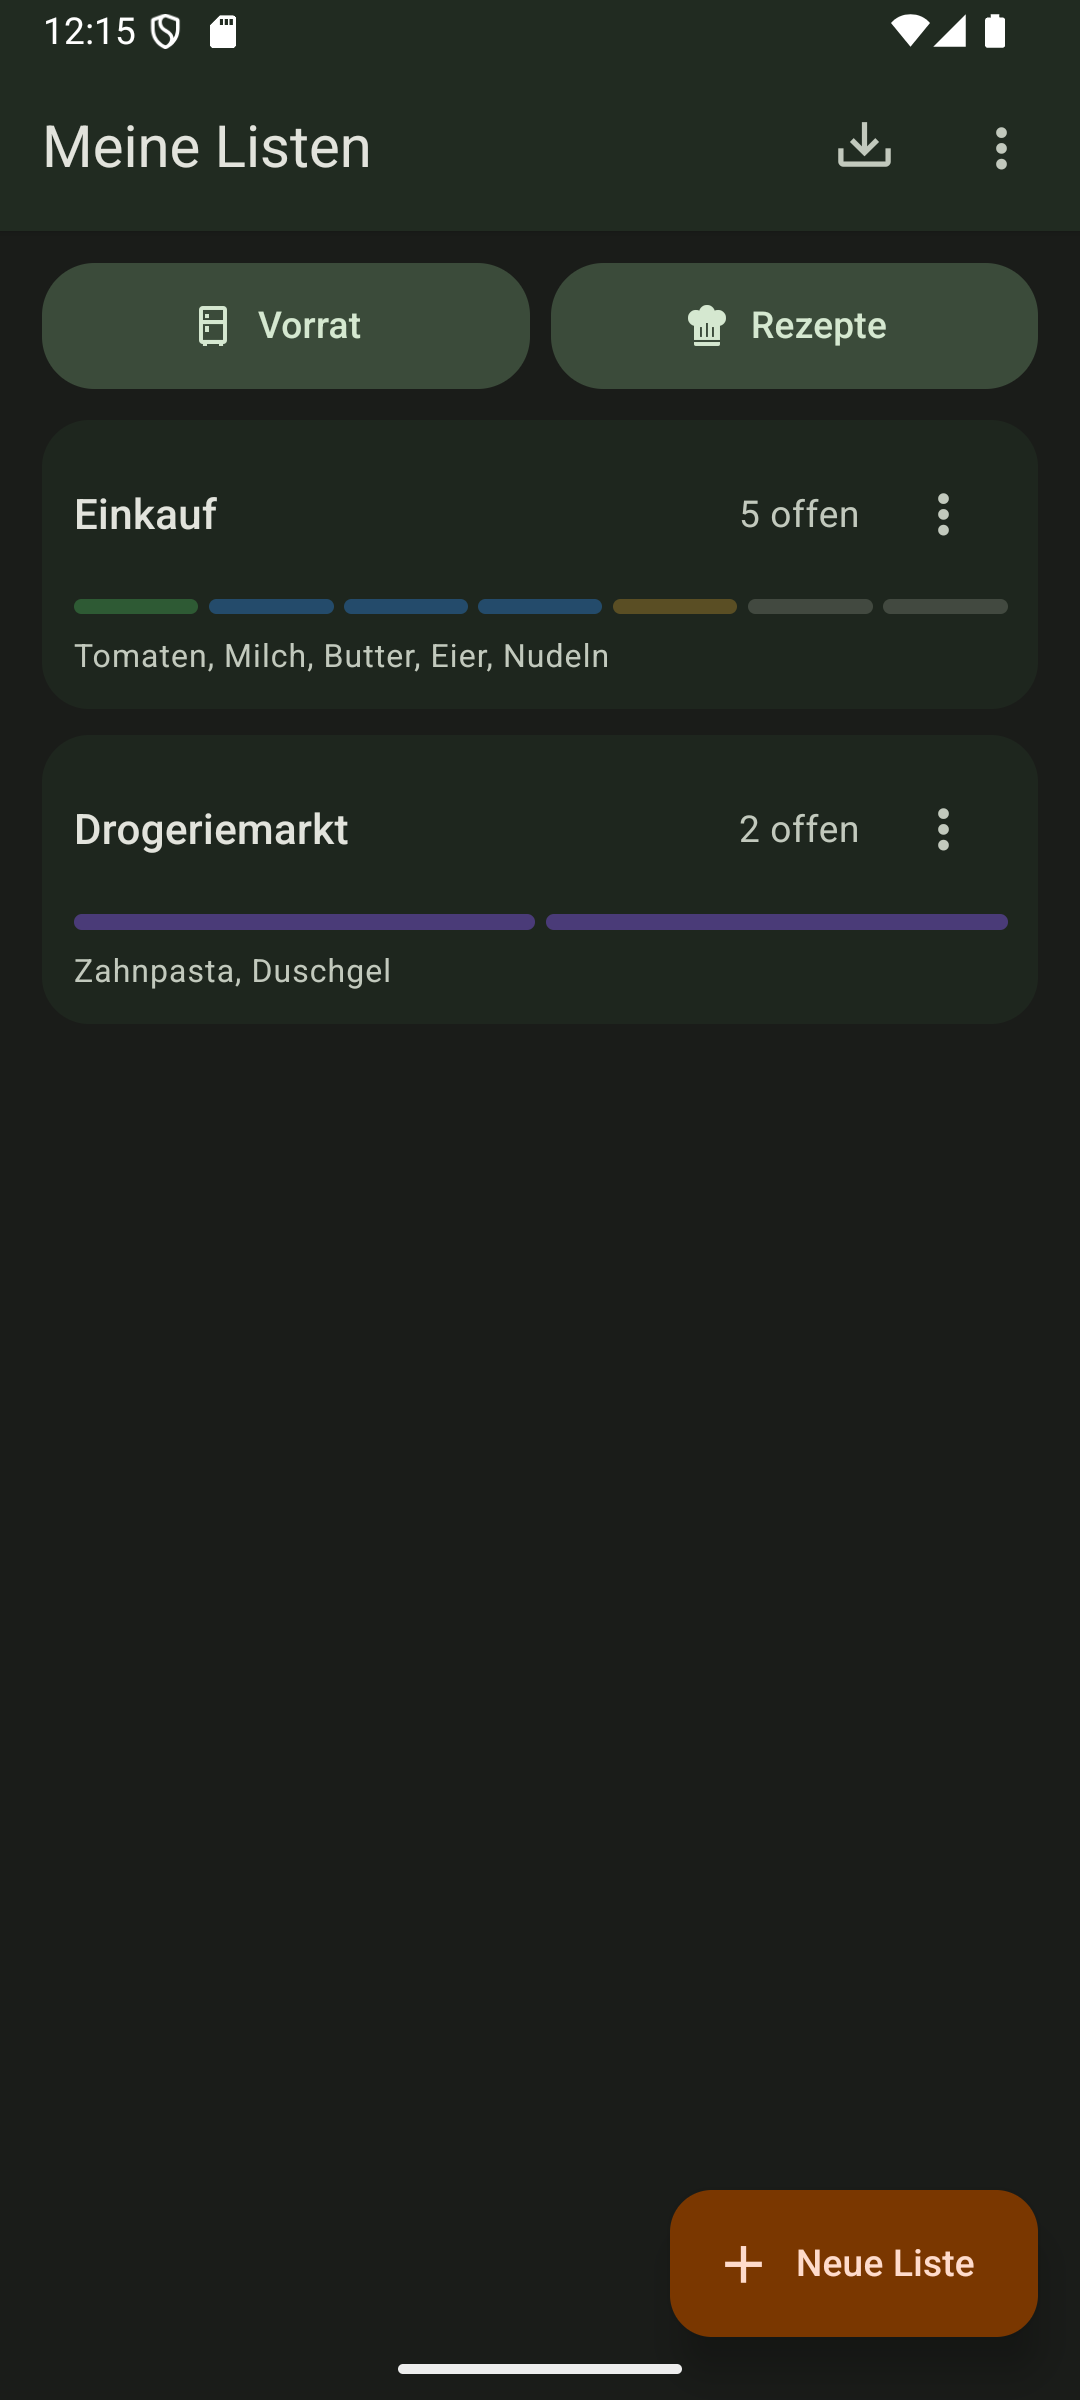 12:15
Meine Listen
Vorrat
Rezepte
Einkauf
5 offen
Tomaten, Milch, Butter, Eier, Nudeln
Drogeriemarkt
2 offen
Zahnpasta, Duschgel
Neue Liste